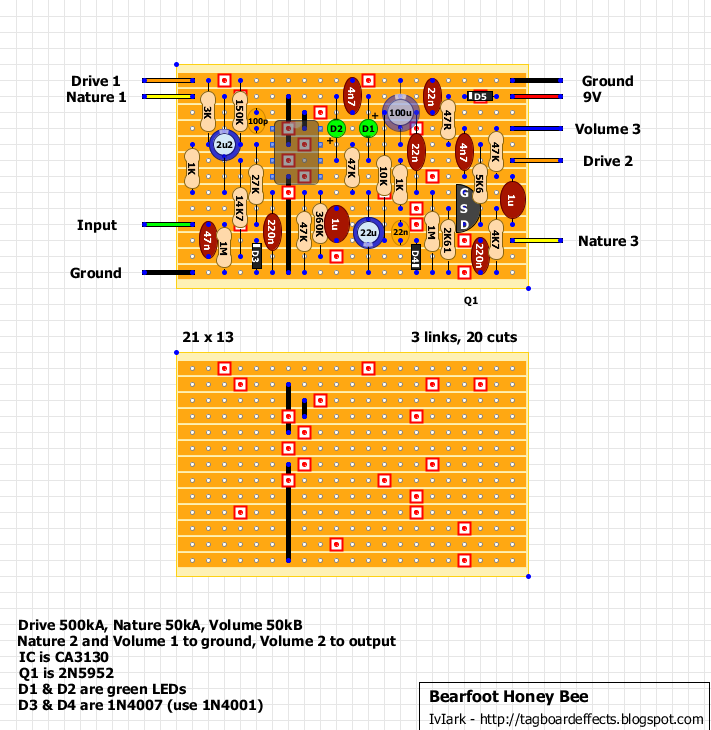 Drive 1
Nature 1
Input
Ground
Ground
9V
Volume 3
Drive 2
Nature 3
3K
150K
100p
2u2
1K
14K7
27K
47n
1M
D3
220n
47K
360K
1u
D2
D1
+
+
4n7
100u
22n
47R
D5
22n
4n7
47K
47K
10K
1K
5K6
1u
G
S
D
22u
22n
D4
1M
2K61
220n
4K7
Q1
21 x 13
3 links, 20 cuts
Drive 500kA, Nature 50kA, Volume 50kB
Nature 2 and Volume 1 to ground, Volume 2 to output
IC is CA3130
Q1 is 2N5952
D1 & D2 are green LEDs
D3 & D4 are 1N4007 (use 1N4001)
Bearfoot Honey Bee
IvIark - http://tagboardeffects.blogspot.com